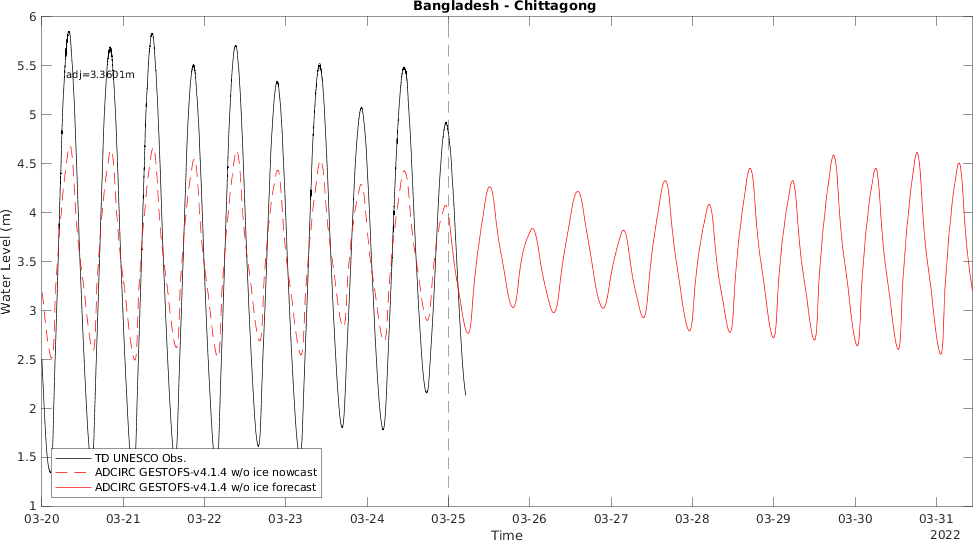 Bangladesh - Chittagong
6
5.5
5
4.5
4
3.5
3
2.5
2
1.5
1
Water Level (m)
adj=3.3601m
TD UNESCO Obs.
ADCIRC GESTOFS-v4.1.4 w/o ice nowcast
ADCIRC GESTOFS-v4.1.4 w/o ice forecast
03-20 03-21 03-22 03-23 03-24 03-25 03-26 03-27 03-28 03-29 03-30 03-31
2022
Time